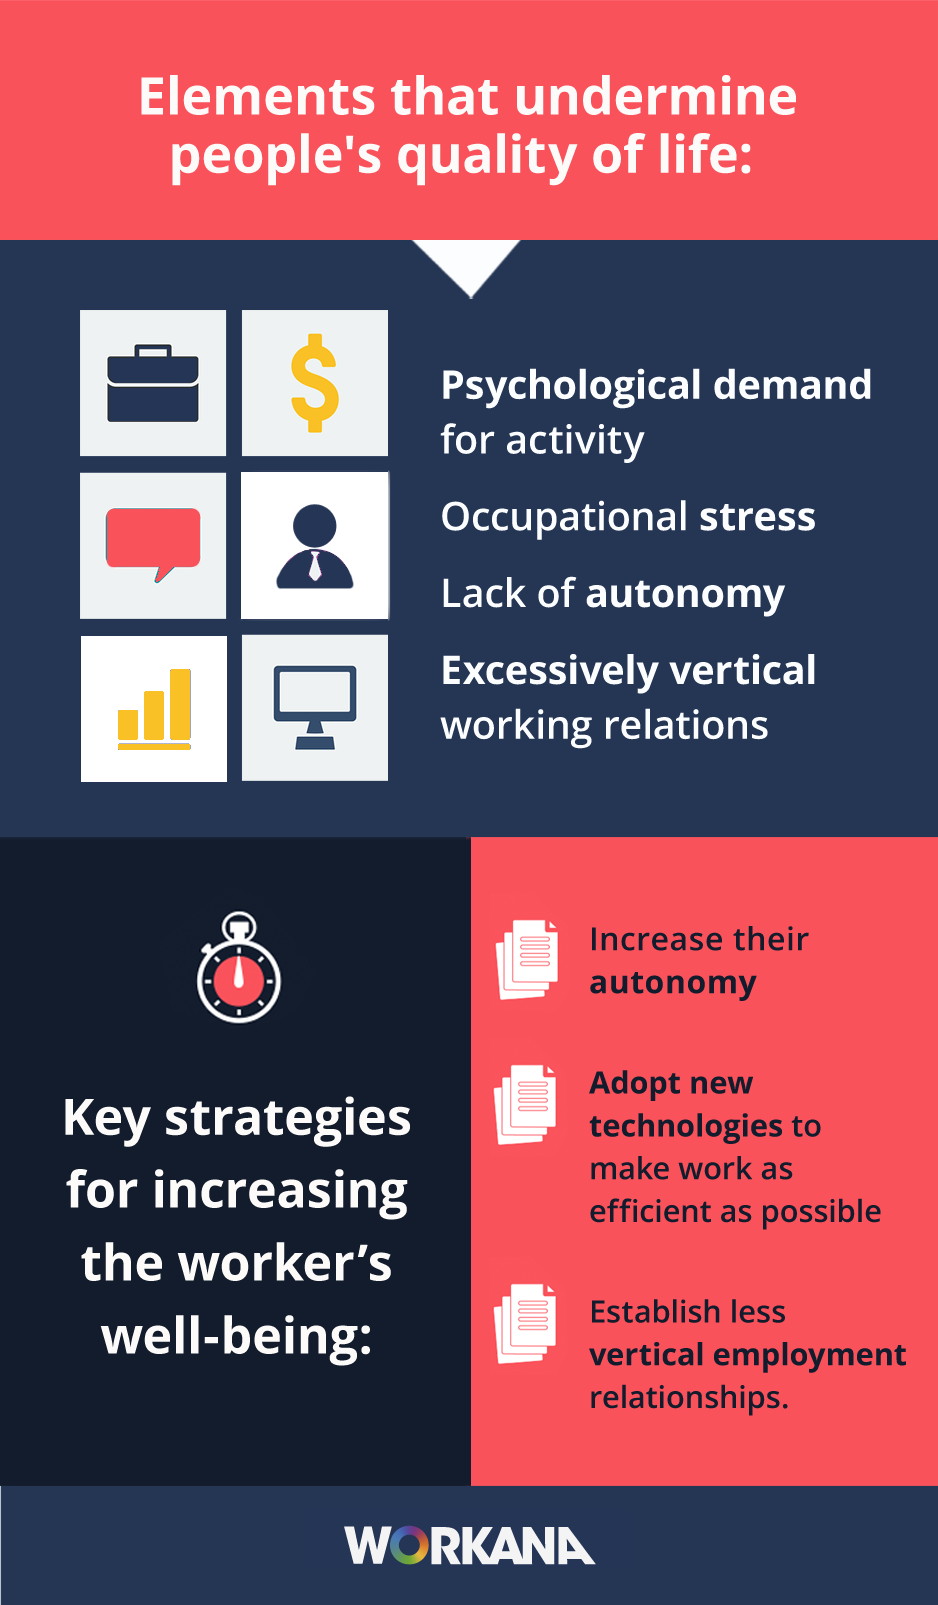 Elements that undermine
people's quality of life:
$
Psychological demand
for activity
Occupational stress
Lack of autonomy
Excessively vertical
working relations
Key strategies
for increasing
the worker’s
well-being:
Increase their
autonomy
Adopt new
technologies to
make work as
efficient as possible
Establish less
vertical employment
relationships.
WORKANA